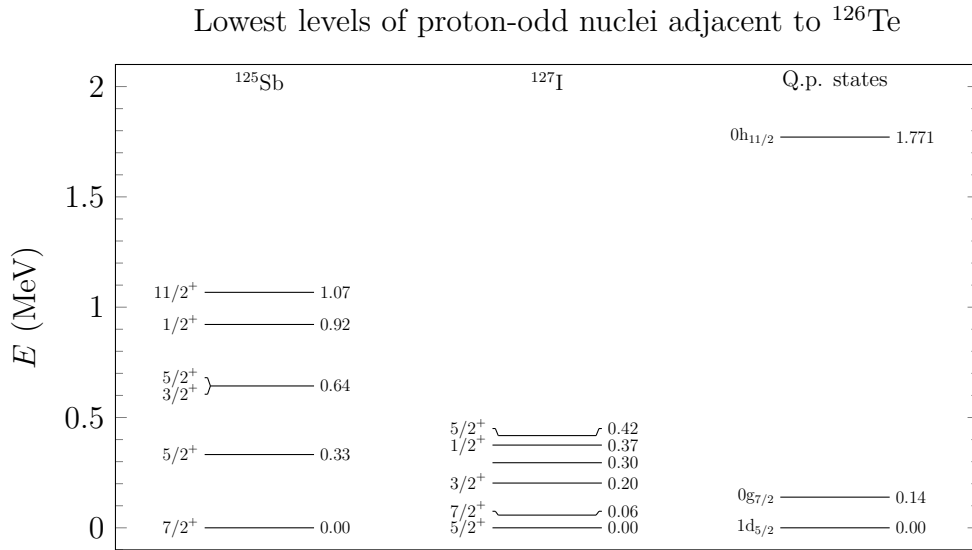 Lowest levels of proton-odd nuclei adjacent to ¹²⁶Te
¹²⁵Sb
¹²⁷I
Q.p. states
E (MeV)
2
1.5
1
0.5
0
11/2⁺ 1.07
1/2⁺ 0.92
5/2⁺
3/2⁺ 0.64
5/2⁺ 0.33
7/2⁺ 0.00
5/2⁺ 0.42
1/2⁺ 0.37
0.30
3/2⁺ 0.20
7/2⁺ 0.06
5/2⁺ 0.00
0h₁₁/₂ 1.771
0g₇/₂ 0.14
1d₅/₂ 0.00